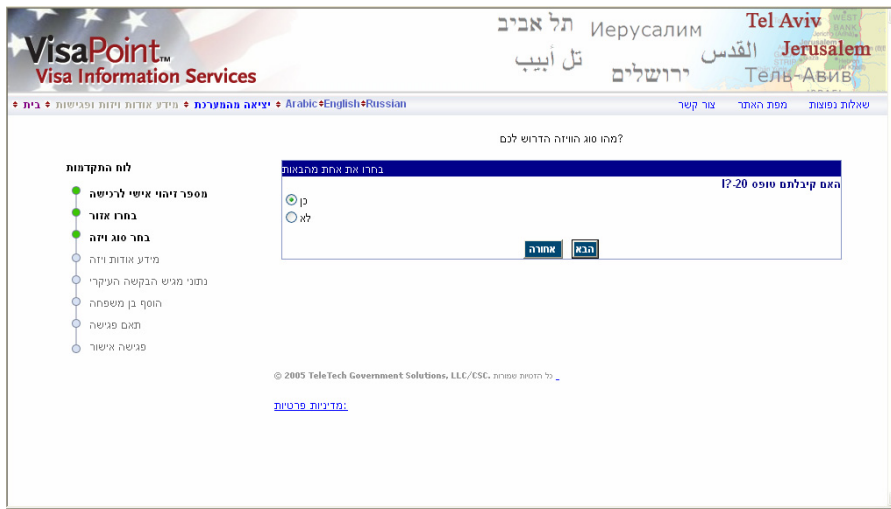 תל אביב Иерусалим Tel Aviv
VisaPoint™ تل أبيب ירושלים القدس Jerusalem
Visa Information Services Тель-Авив
WEST BANK
בית מידע אודות ויזות ופגישות יציאה מהמערכת Arabic English Russian צור קשר מפת האתר שאלות נפוצות
מהו סוג הוויזה הדרוש לכם?
לוח התקדמות
מספר זיהוי אישי לרכישה
בחרו אזור
בחר סוג ויזה
מידע אודות ויזה
נתוני מגיש הבקשה העיקרי
הוסף בן משפחה
תאם פגישה
פגישה אישור
בחרו את אחת מהבאות
האם קיבלתם טופס 20-I?
כן
לא
הבא אחורה
© 2005 TeleTech Government Solutions, LLC/CSC. כל הזכויות שמורות
מדיניות פרטיות: